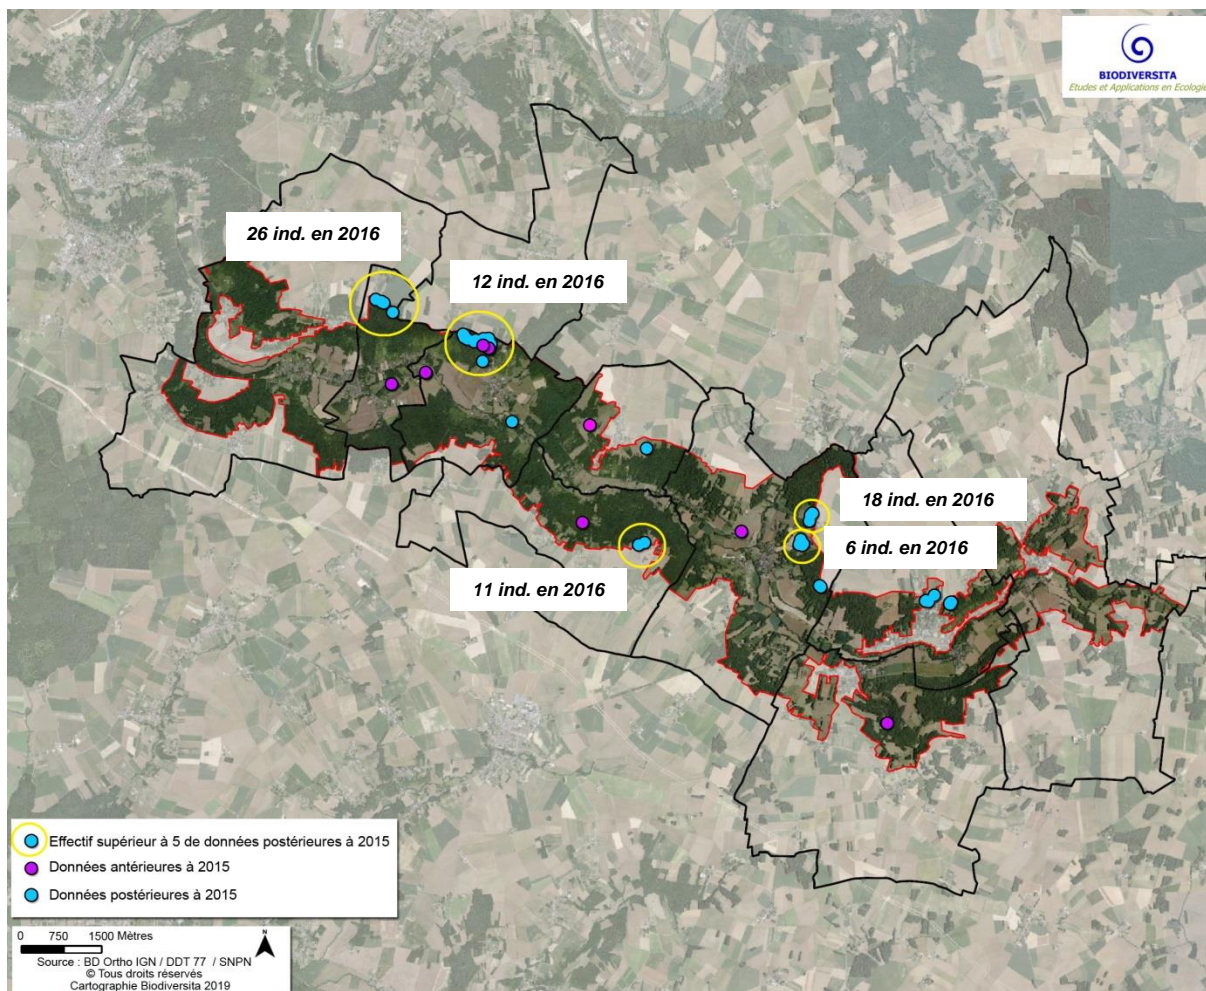 BIODIVERSITA
Etudes et Applications en Ecologie
26 ind. en 2016
12 ind. en 2016
18 ind. en 2016
6 ind. en 2016
11 ind. en 2016
Effectif supérieur à 5 de données postérieures à 2015
Données antérieures à 2015
Données postérieures à 2015
0 750 1500 Mètres
N
Source : BD Ortho IGN / DDT 77 / SNPN
© Tous droits réservés
Cartographie Biodiversita 2019